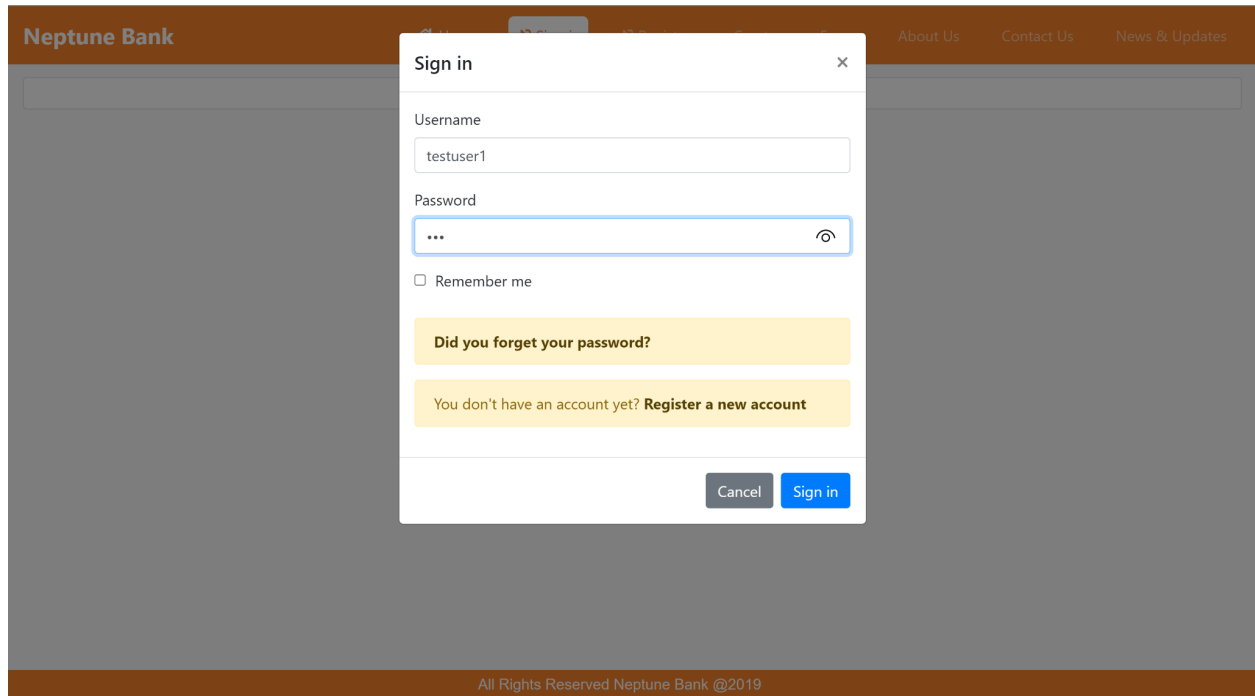 Neptune Bank
About Us Contact Us News & Updates
Sign in ×
Username
testuser1
Password
•••
Remember me
Did you forget your password?
You don't have an account yet? Register a new account
Cancel Sign in
All Rights Reserved Neptune Bank @2019